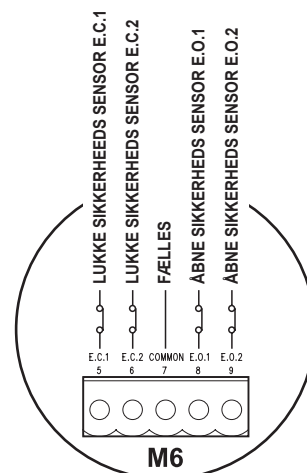 LUKKE SIKKERHEEDS SENSOR E.C.1
LUKKE SIKKERHEDS SENSOR E.C.2
FÆLLES
ÅBNE SIKKERHEDS SENSOR E.O.1
ÅBNE SIKKERHEDS SENSOR E.O.2
E.C.1 E.C.2 COMMON E.O.1 E.O.2
5 6 7 8 9
M6